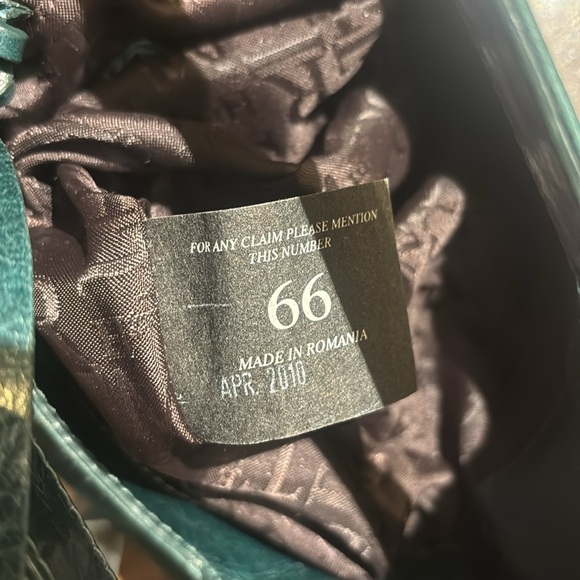 FOR ANY CLAIM PLEASE MENTION
THIS NUMBER
66
MADE IN ROMANIA
APR. 2010